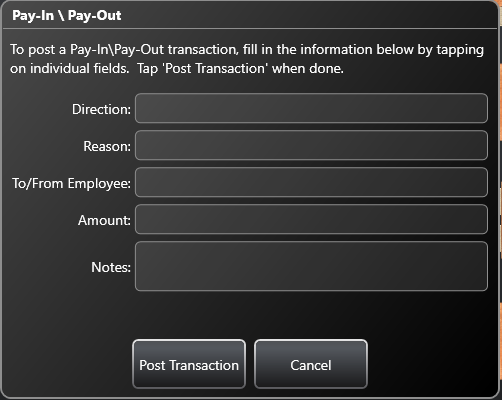 Pay-In \ Pay-Out
To post a Pay-In\Pay-Out transaction, fill in the information below by tapping
on individual fields.  Tap 'Post Transaction' when done.
Direction:
Reason:
To/From Employee:
Amount:
Notes:
Post Transaction
Cancel